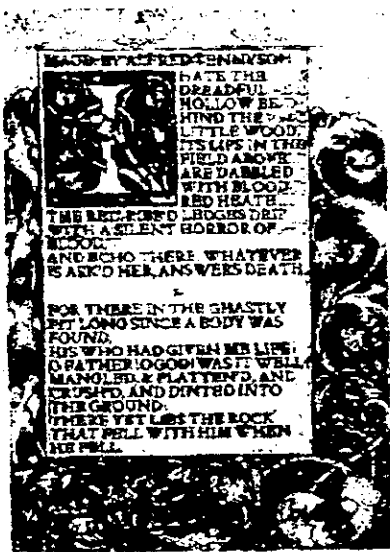 MAUD BY ALFRED TENNYSON
I HATE THE
DREADFUL
HOLLOW BE-
HIND THE
LITTLE WOOD,
ITS LIPS IN THE
FIELD ABOVE
ARE DABBLED
WITH BLOOD-
RED HEATH,
THE RED-RIBB'D LEDGES DRIP
WITH A SILENT HORROR OF
BLOOD,
AND ECHO THERE, WHATEVER
IS ASK'D HER, ANSWERS DEATH
FOR THERE IN THE GHASTLY
PIT LONG SINCE A BODY WAS
FOUND,
HIS WHO HAD GIVEN ME LIFE
O FATHER! O GOD! WAS IT WELL
MANGLED, & FLATTEN'D, AND
CRUSH'D, AND DINTED INTO
THE GROUND:
THERE YET LIES THE ROCK
THAT FELL WITH HIM WHEN
HE FELL.